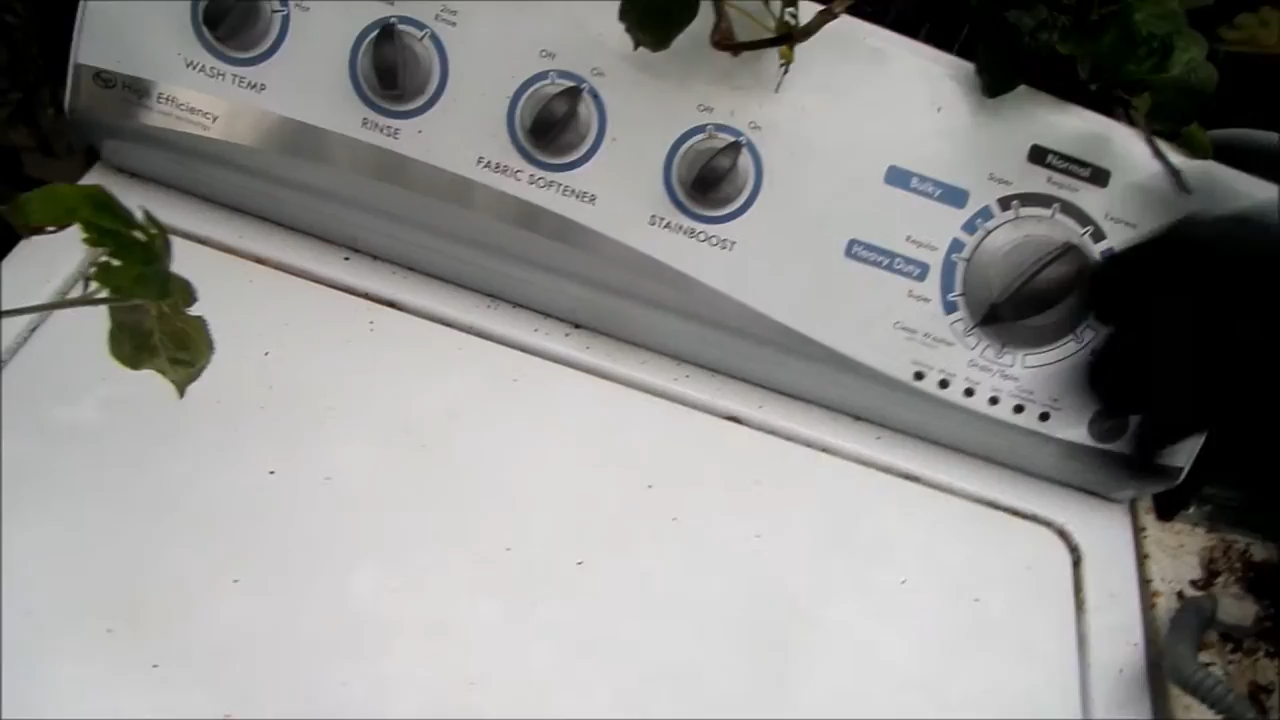 Hot
WASH TEMP
2nd
Rinse
RINSE
High Efficiency
Off
On
FABRIC SOFTENER
Off
On
STAINBOOST
Normal
Regular
Super
Express
Bulky
Regular
Heavy Duty
Super
Clean Washer
Drain/Spin